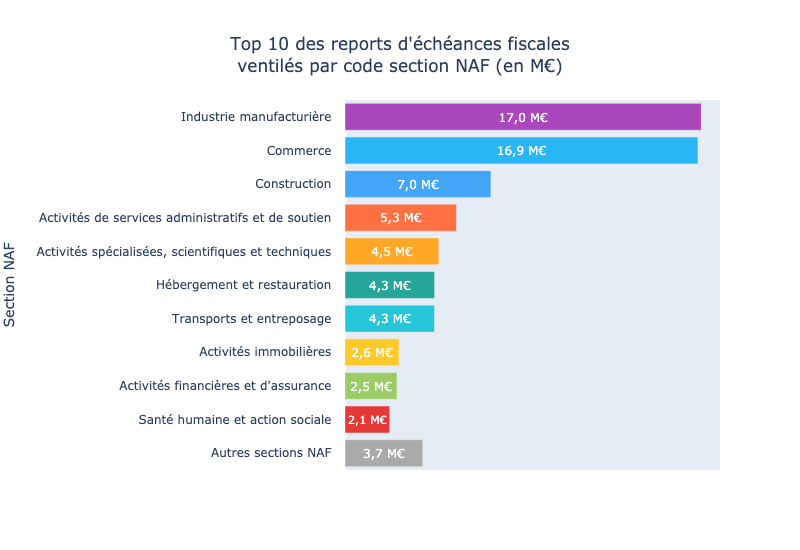 Top 10 des reports d'échéances fiscales
ventilés par code section NAF (en M€)
Section NAF
Industrie manufacturière 17,0 M€
Commerce 16,9 M€
Construction 7,0 M€
Activités de services administratifs et de soutien 5,3 M€
Activités spécialisées, scientifiques et techniques 4,5 M€
Hébergement et restauration 4,3 M€
Transports et entreposage 4,3 M€
Activités immobilières 2,6 M€
Activités financières et d'assurance 2,5 M€
Santé humaine et action sociale 2,1 M€
Autres sections NAF 3,7 M€